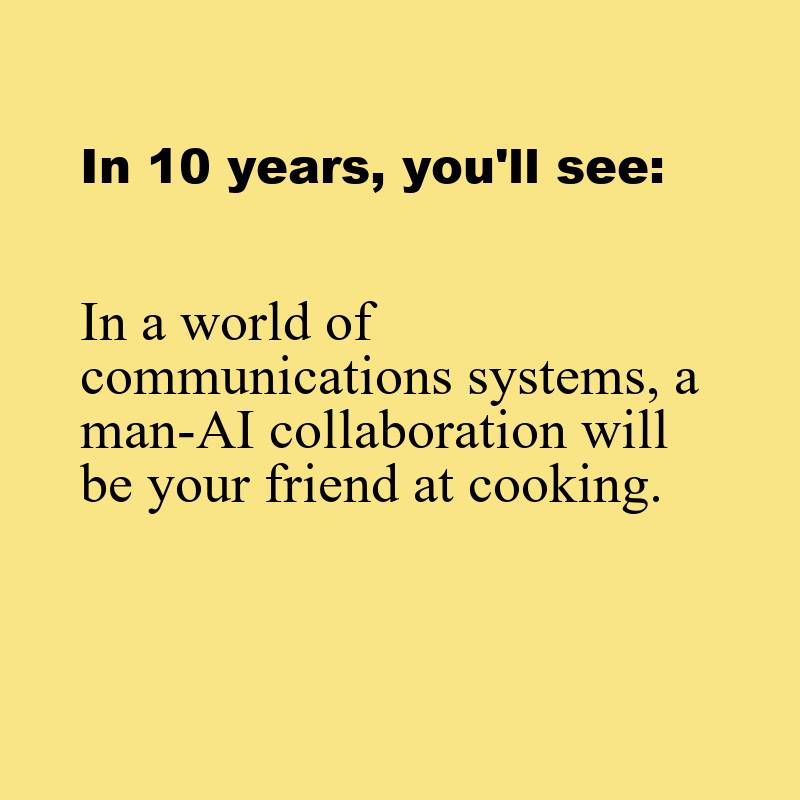 In 10 years, you'll see:
In a world of
communications systems, a
man-AI collaboration will
be your friend at cooking.